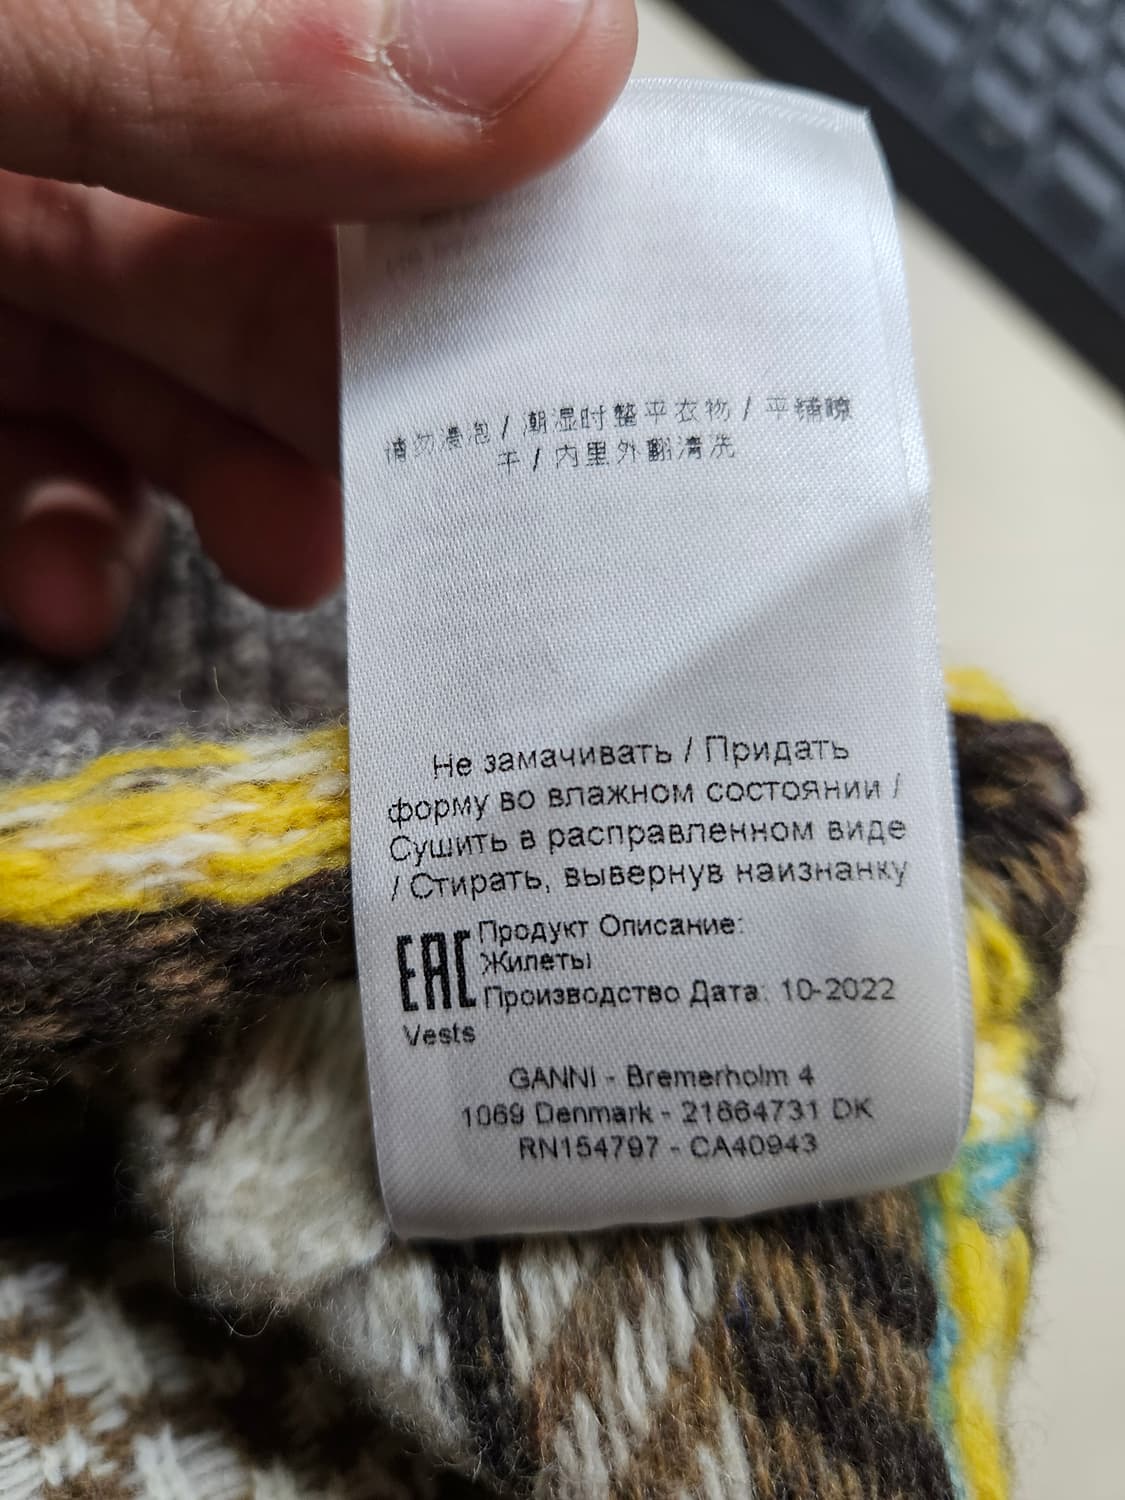 请勿浸泡 / 潮湿时整平衣物 / 平铺晾
干 / 内里外翻清洗
Не замачивать / Придать
форму во влажном состоянии /
Сушить в расправленном виде
/ Стирать, вывернув наизнанку
EAC Продукт Описание:
Жилеты
Производство Дата: 10-2022
Vests
GANNI - Bremerholm 4
1069 Denmark - 21664731 DK
RN154797 - CA40943